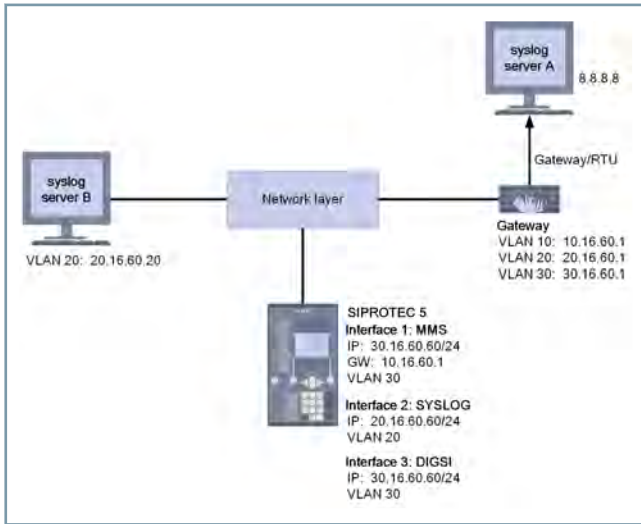 syslog
server A
8.8.8.8
Gateway/RTU
syslog
server B
Network layer
VLAN 20: 20.16.60.20
Gateway
VLAN 10: 10.16.60.1
VLAN 20: 20.16.60.1
VLAN 30: 30.16.60.1
SIPROTEC 5
Interface 1: MMS
IP: 30.16.60.60/24
GW: 10.16.60.1
VLAN 30
Interface 2: SYSLOG
IP: 20.16.60.60/24
VLAN 20
Interface 3: DIGSI
IP: 30.16.60.60/24
VLAN 30